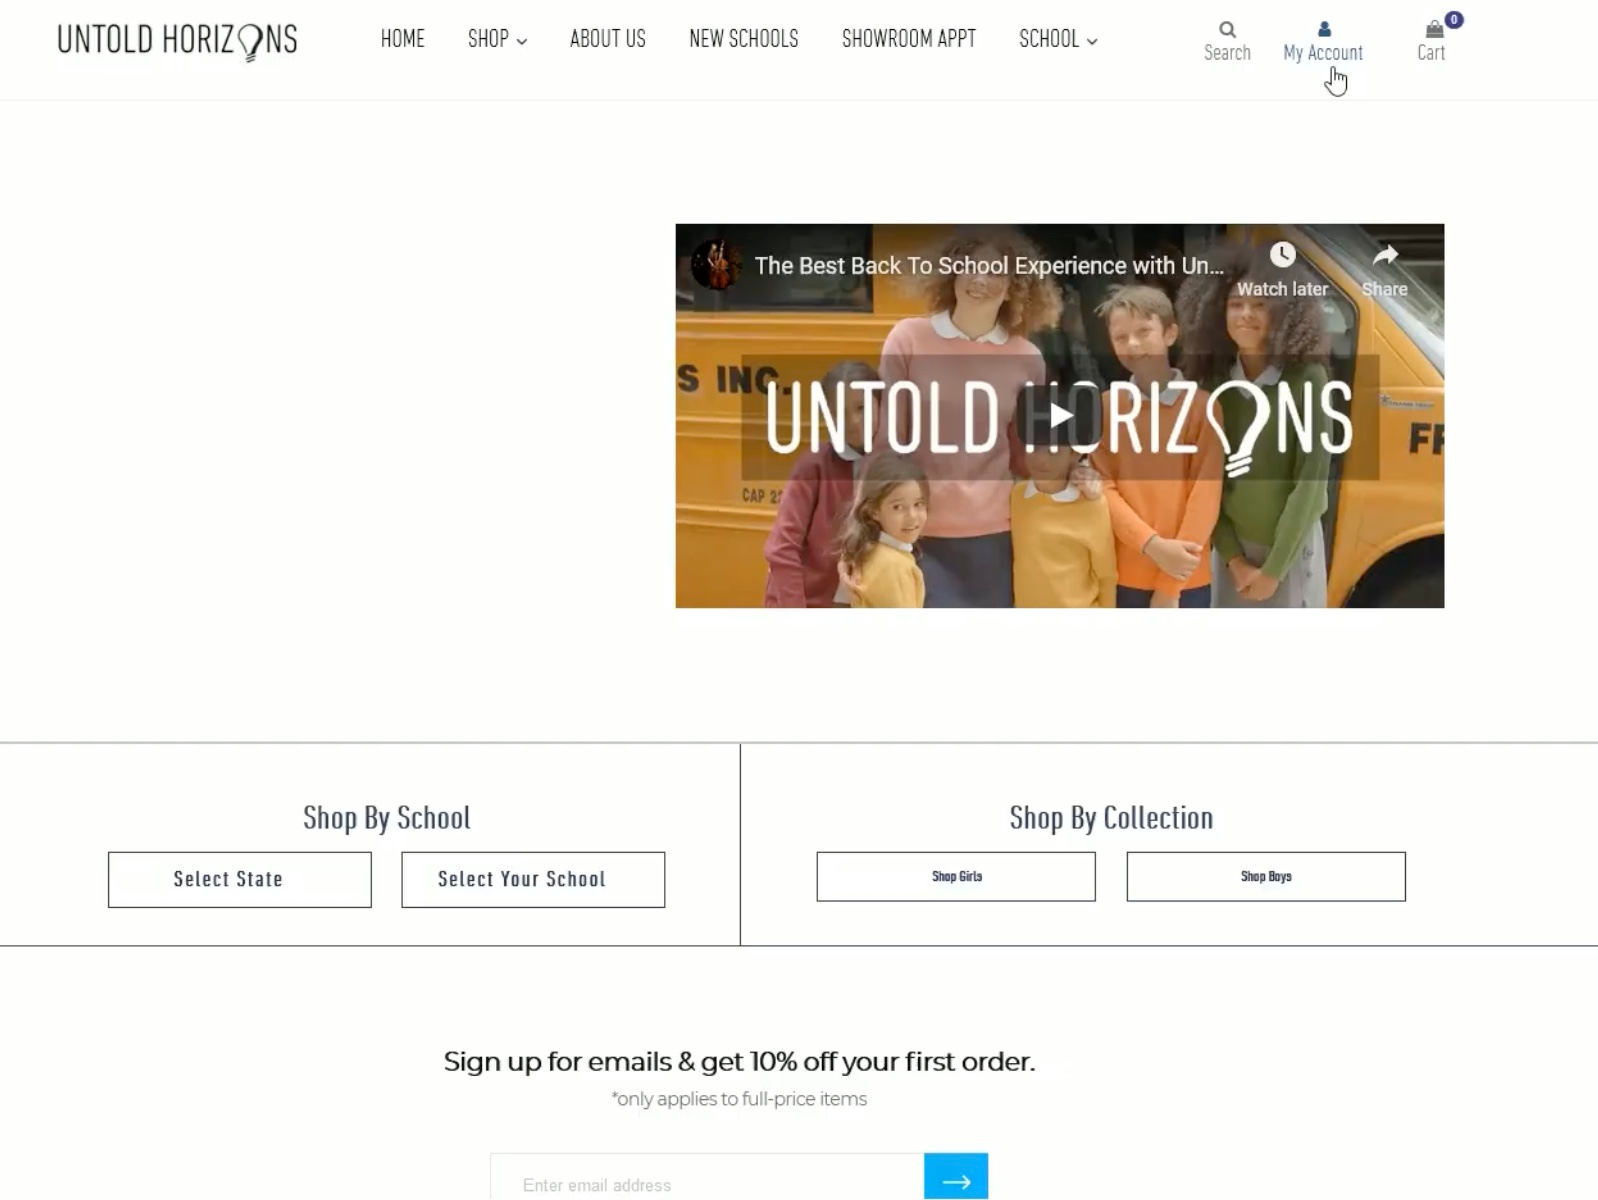 UNTOLD HORIZONS
HOME SHOP ABOUT US NEW SCHOOLS SHOWROOM APPT SCHOOL
Search My Account Cart 0
The Best Back To School Experience with Un...
Watch later Share
S INC.
UNTOLD HORIZONS
CAP 22
FR
Shop By School
Select State Select Your School
Shop By Collection
Shop Girls Shop Boys
Sign up for emails & get 10% off your first order.
*only applies to full-price items
Enter email address